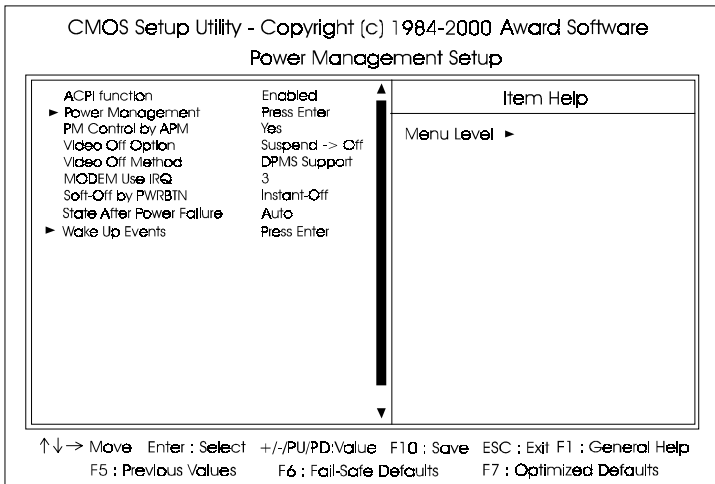 CMOS Setup Utility - Copyright (c) 1984-2000 Award Software
Power Management Setup
ACPI function Enabled
► Power Management Press Enter
PM Control by APM Yes
Video Off Option Suspend -> Off
Video Off Method DPMS Support
MODEM Use IRQ 3
Soft-Off by PWRBTN Instant-Off
State After Power Failure Auto
► Wake Up Events Press Enter
Item Help
Menu Level ►
↑↓→ Move Enter : Select +/-/PU/PD:Value F10 : Save ESC : Exit F1 : General Help
F5 : Previous Values F6 : Fail-Safe Defaults F7 : Optimized Defaults